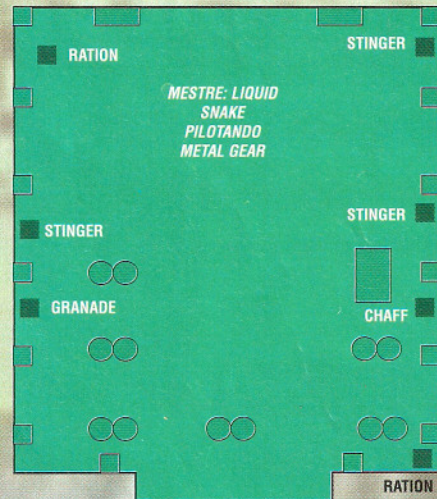 STINGER
RATION
MESTRE: LIQUID
SNAKE
PILOTANDO
METAL GEAR
STINGER
STINGER
GRANADE
CHAFF
RATION